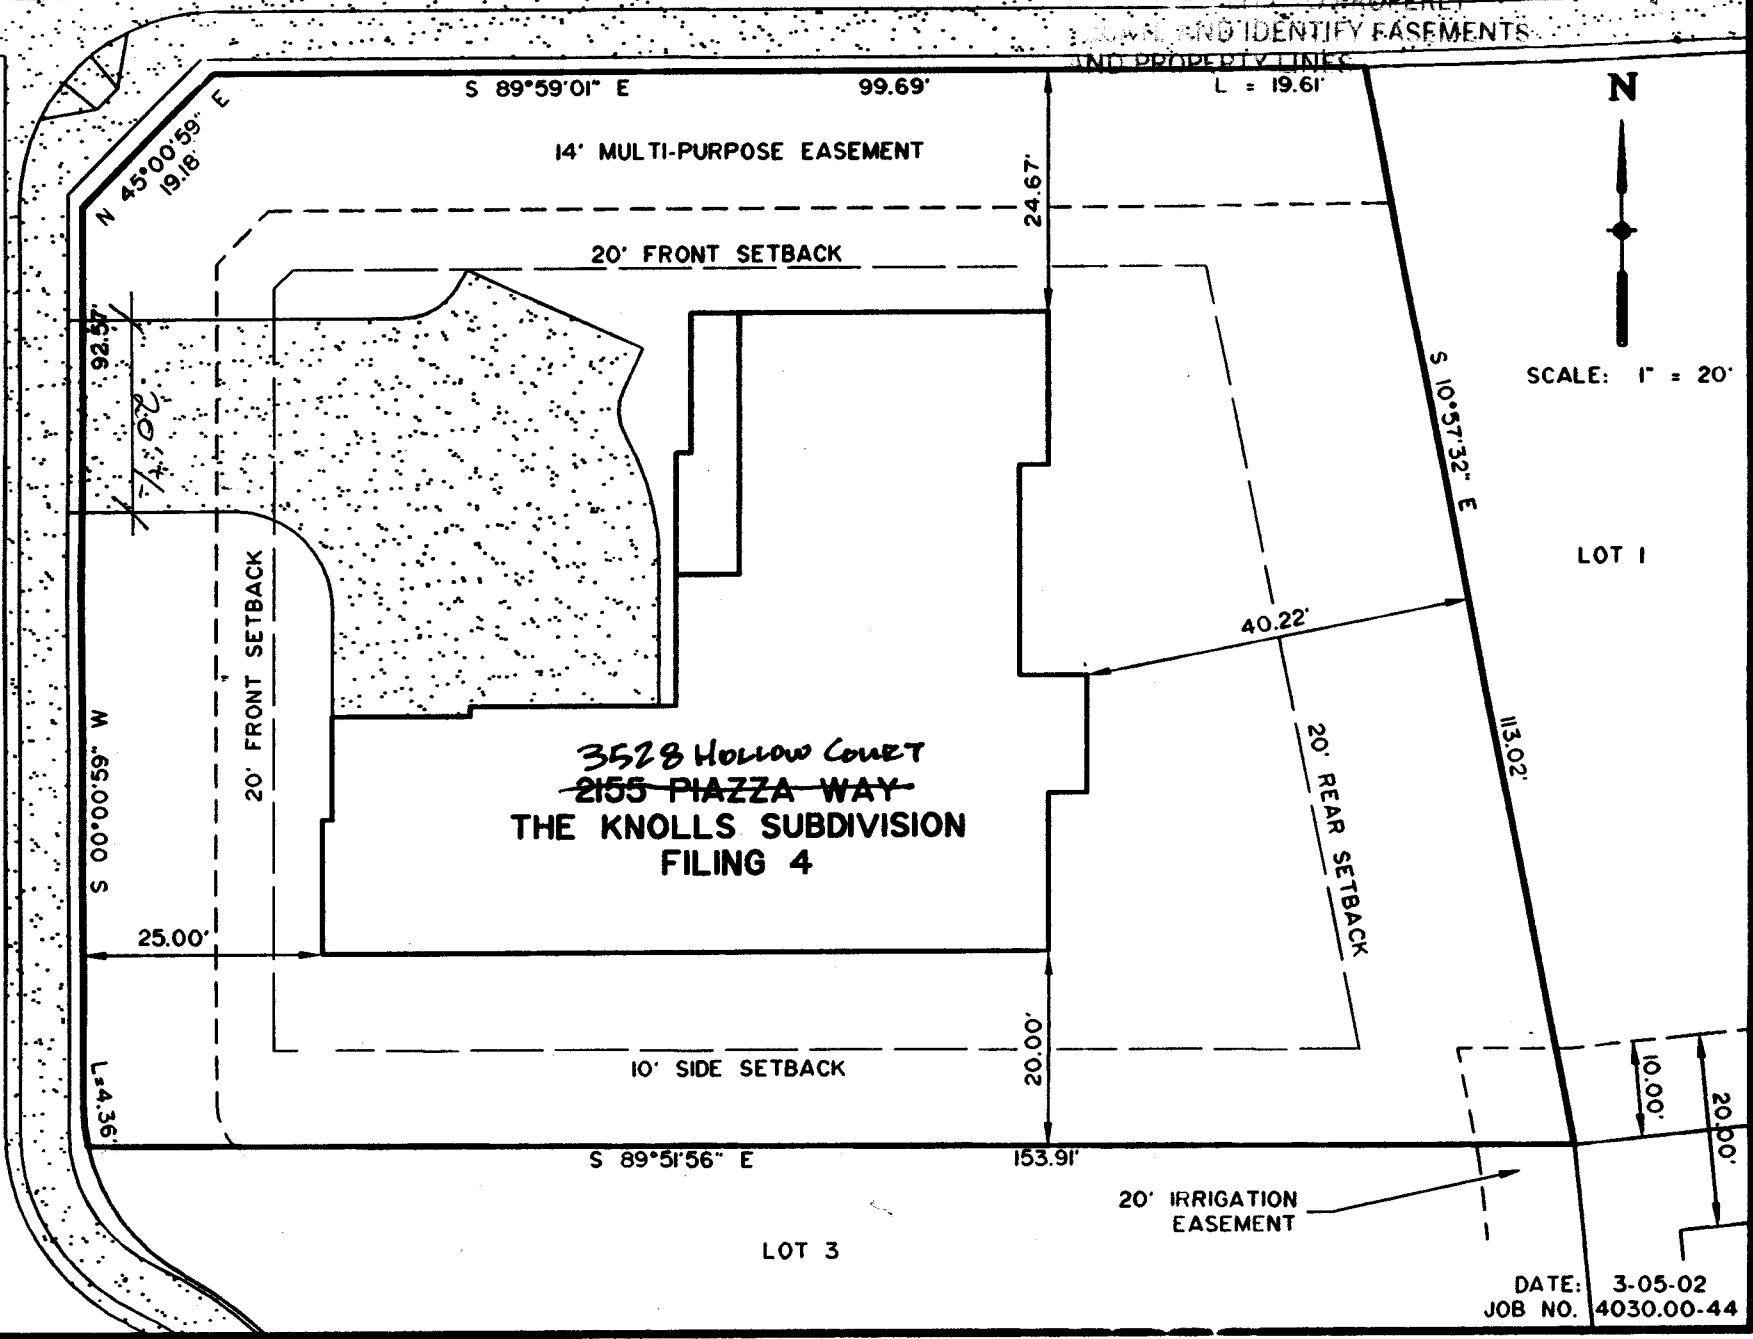 AND IDENTIFY EASEMENTS
AND PROPERTY LINES
S 89°59'01" E 99.69' L = 19.61'
N
N 45°00'59" E
19.18'
14' MULTI-PURPOSE EASEMENT
24.67'
20' FRONT SETBACK
92.57'
20'
SCALE: 1" = 20'
S 10°57'32" E
LOT 1
20' FRONT SETBACK
40.22'
S 00°00'59" W
113.02'
3528 Hollow Court
2155 PIAZZA WAY
THE KNOLLS SUBDIVISION
FILING 4
20' REAR SETBACK
25.00'
20.00'
10' SIDE SETBACK
L=4.36'
10.00'
20.00'
S 89°51'56" E 153.91'
20' IRRIGATION
EASEMENT
LOT 3
DATE: 3-05-02
JOB NO. 4030.00-44